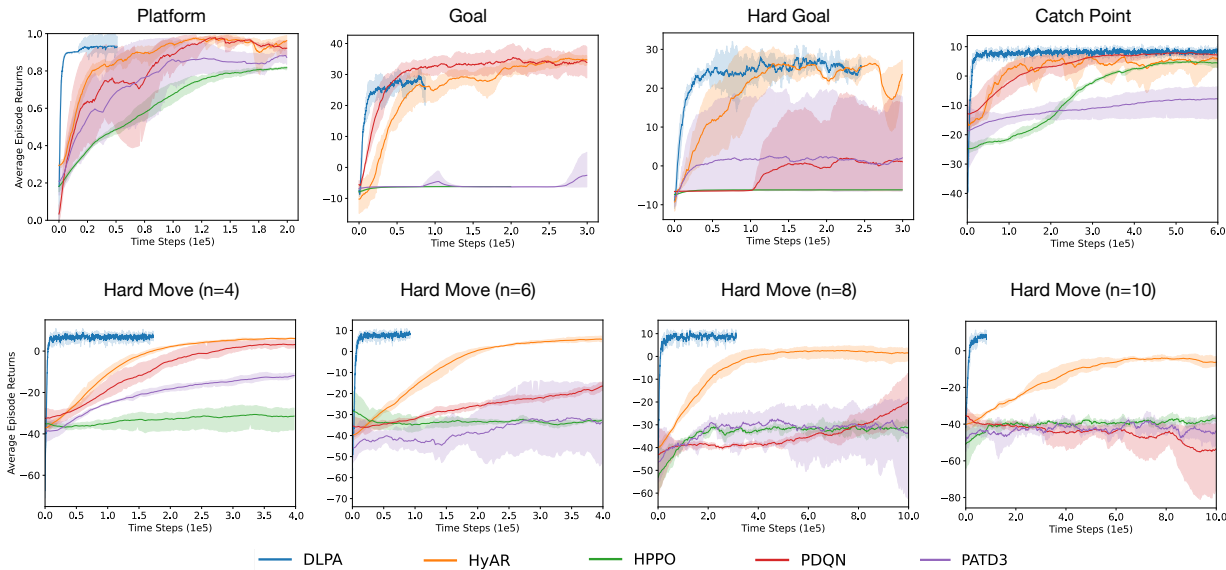 Platform
Goal
Hard Goal
Catch Point
Average Episode Returns
1.0
0.8
0.6
0.4
0.2
0.0
0.0 0.2 0.5 0.8 1.0 1.2 1.5 1.8 2.0
Time Steps (1e5)
40
30
20
10
0
−10
0.0 0.5 1.0 1.5 2.0 2.5 3.0
Time Steps (1e5)
30
20
10
0
−10
0.0 0.5 1.0 1.5 2.0 2.5 3.0
Time Steps (1e5)
10
0
−10
−20
−30
−40
0.0 1.0 2.0 3.0 4.0 5.0 6.0
Time Steps (1e5)
Hard Move (n=4)
Hard Move (n=6)
Hard Move (n=8)
Hard Move (n=10)
Average Episode Returns
0
−20
−40
−60
0.0 0.5 1.0 1.5 2.0 2.5 3.0 3.5 4.0
Time Steps (1e5)
10
0
−10
−20
−30
−40
−50
−60
−70
0.0 0.5 1.0 1.5 2.0 2.5 3.0 3.5 4.0
Time Steps (1e5)
10
0
−10
−20
−30
−40
−50
−60
0.0 2.0 4.0 6.0 8.0 10.0
Time Steps (1e5)
0
−20
−40
−60
−80
0.0 2.0 4.0 6.0 8.0 10.0
Time Steps (1e5)
DLPA HyAR HPPO PDQN PATD3